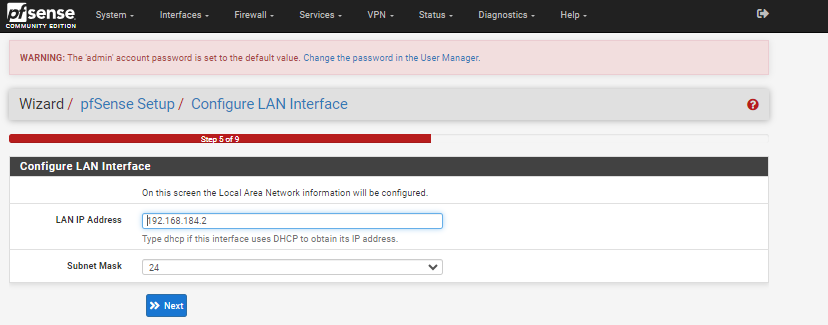 pfsense
COMMUNITY EDITION
System
Interfaces
Firewall
Services
VPN
Status
Diagnostics
Help
WARNING: The 'admin' account password is set to the default value. Change the password in the User Manager.
Wizard / pfSense Setup / Configure LAN Interface
Step 5 of 9
Configure LAN Interface
On this screen the Local Area Network information will be configured.
LAN IP Address
192.168.184.2
Type dhcp if this interface uses DHCP to obtain its IP address.
Subnet Mask
24
Next